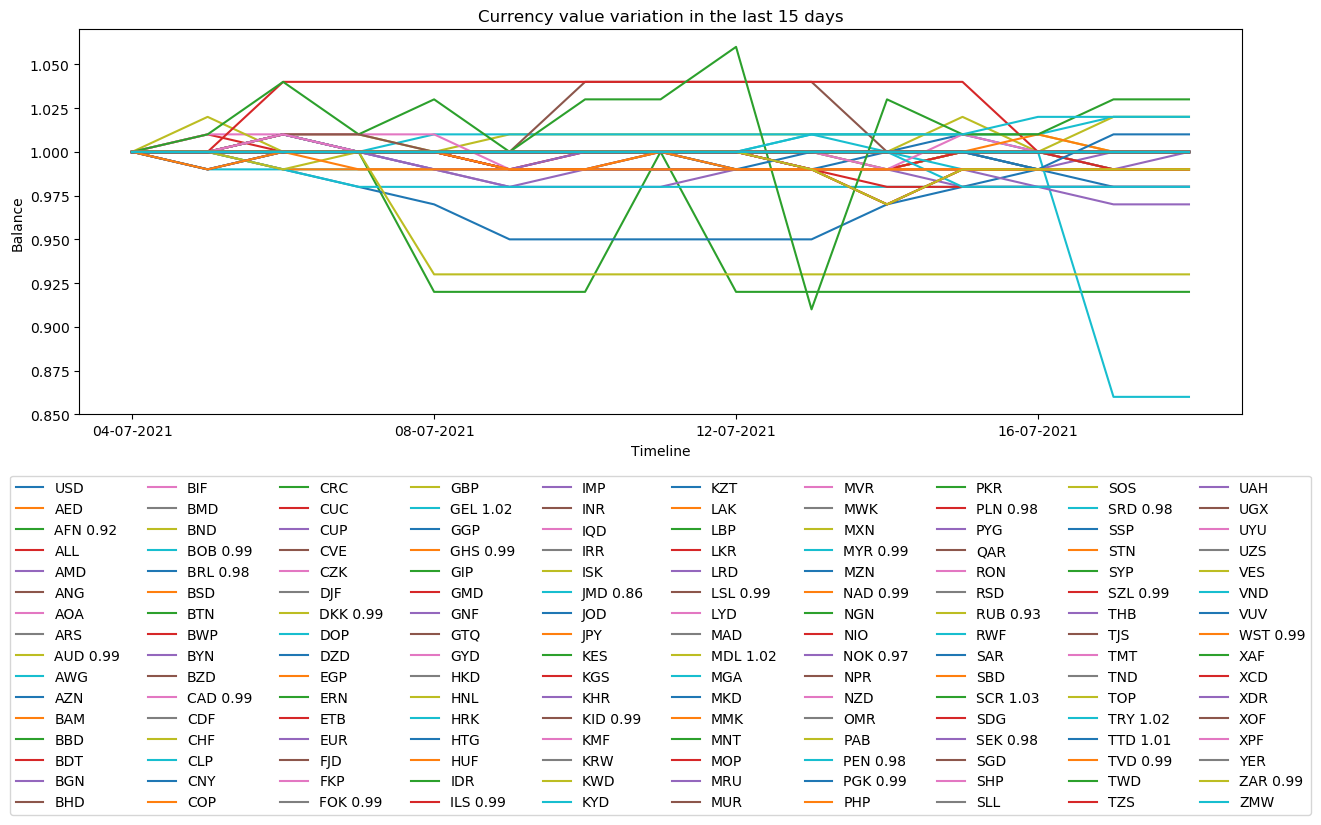 Currency value variation in the last 15 days
1.050
1.025
1.000
0.975
0.950
0.925
0.900
0.875
0.850
Balance
04-07-2021 08-07-2021 12-07-2021 16-07-2021
Timeline
USD BIF CRC GBP IMP KZT MVR PKR SOS UAH
AED BMD CUC GEL 1.02 INR LAK MWK PLN 0.98 SRD 0.98 UGX
AFN 0.92 BND CUP GGP IQD LBP MXN PYG SSP UYU
ALL BOB 0.99 CVE GHS 0.99 IRR LKR MYR 0.99 QAR STN UZS
AMD BRL 0.98 CZK GIP ISK LRD MZN RON SYP VES
ANG BSD DJF GMD JMD 0.86 LSL 0.99 NAD 0.99 RSD SZL 0.99 VND
AOA BTN DKK 0.99 GNF JOD LYD NGN RUB 0.93 THB VUV
ARS BWP DOP GTQ JPY MAD NIO RWF TJS WST 0.99
AUD 0.99 BYN DZD GYD KES MDL 1.02 NOK 0.97 SAR TMT XAF
AWG BZD EGP HKD KGS MGA NPR SBD TND XCD
AZN CAD 0.99 ERN HNL KHR MKD NZD SCR 1.03 TOP XDR
BAM CDF ETB HRK KID 0.99 MMK OMR SDG TRY 1.02 XOF
BBD CHF EUR HTG KMF MNT PAB SEK 0.98 TTD 1.01 XPF
BDT CLP FJD HUF KRW MOP PEN 0.98 SGD TVD 0.99 YER
BGN CNY FKP IDR KWD MRU PGK 0.99 SHP TWD ZAR 0.99
BHD COP FOK 0.99 ILS 0.99 KYD MUR PHP SLL TZS ZMW